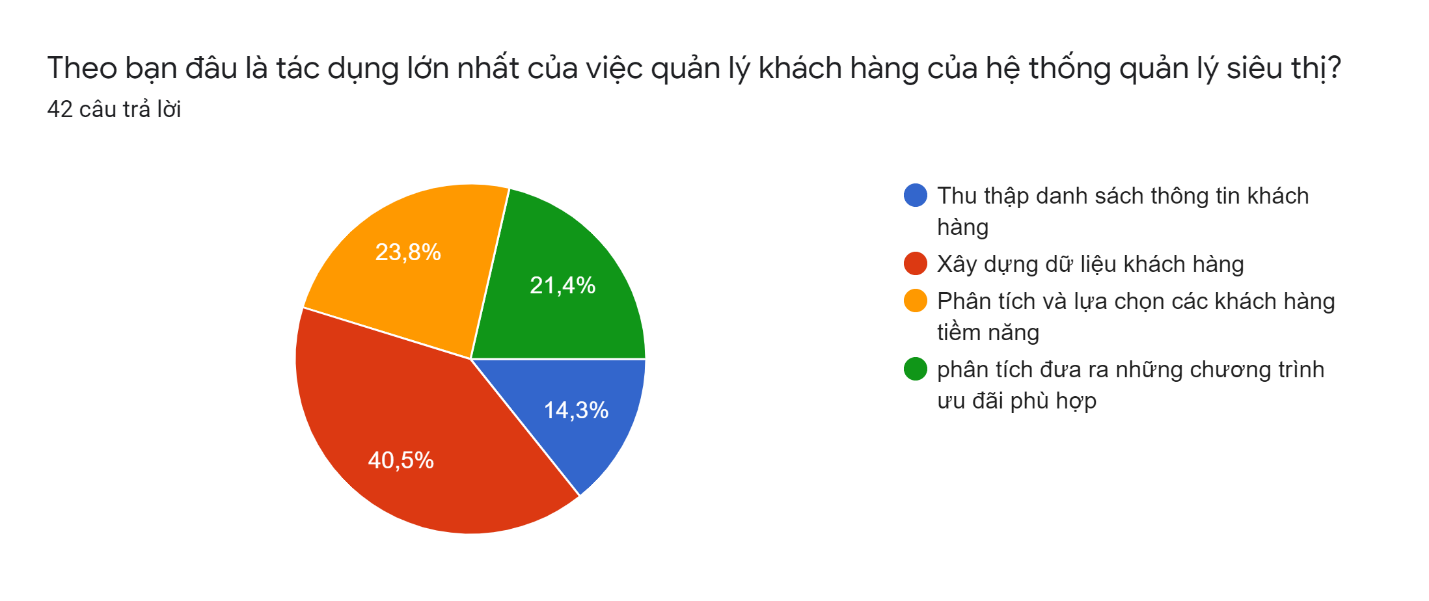 Theo bạn đâu là tác dụng lớn nhất của việc quản lý khách hàng của hệ thống quản lý siêu thị?
42 câu trả lời
23,8%
21,4%
14,3%
40,5%
Thu thập danh sách thông tin khách
hàng
Xây dựng dữ liệu khách hàng
Phân tích và lựa chọn các khách hàng
tiềm năng
phân tích đưa ra những chương trình
ưu đãi phù hợp